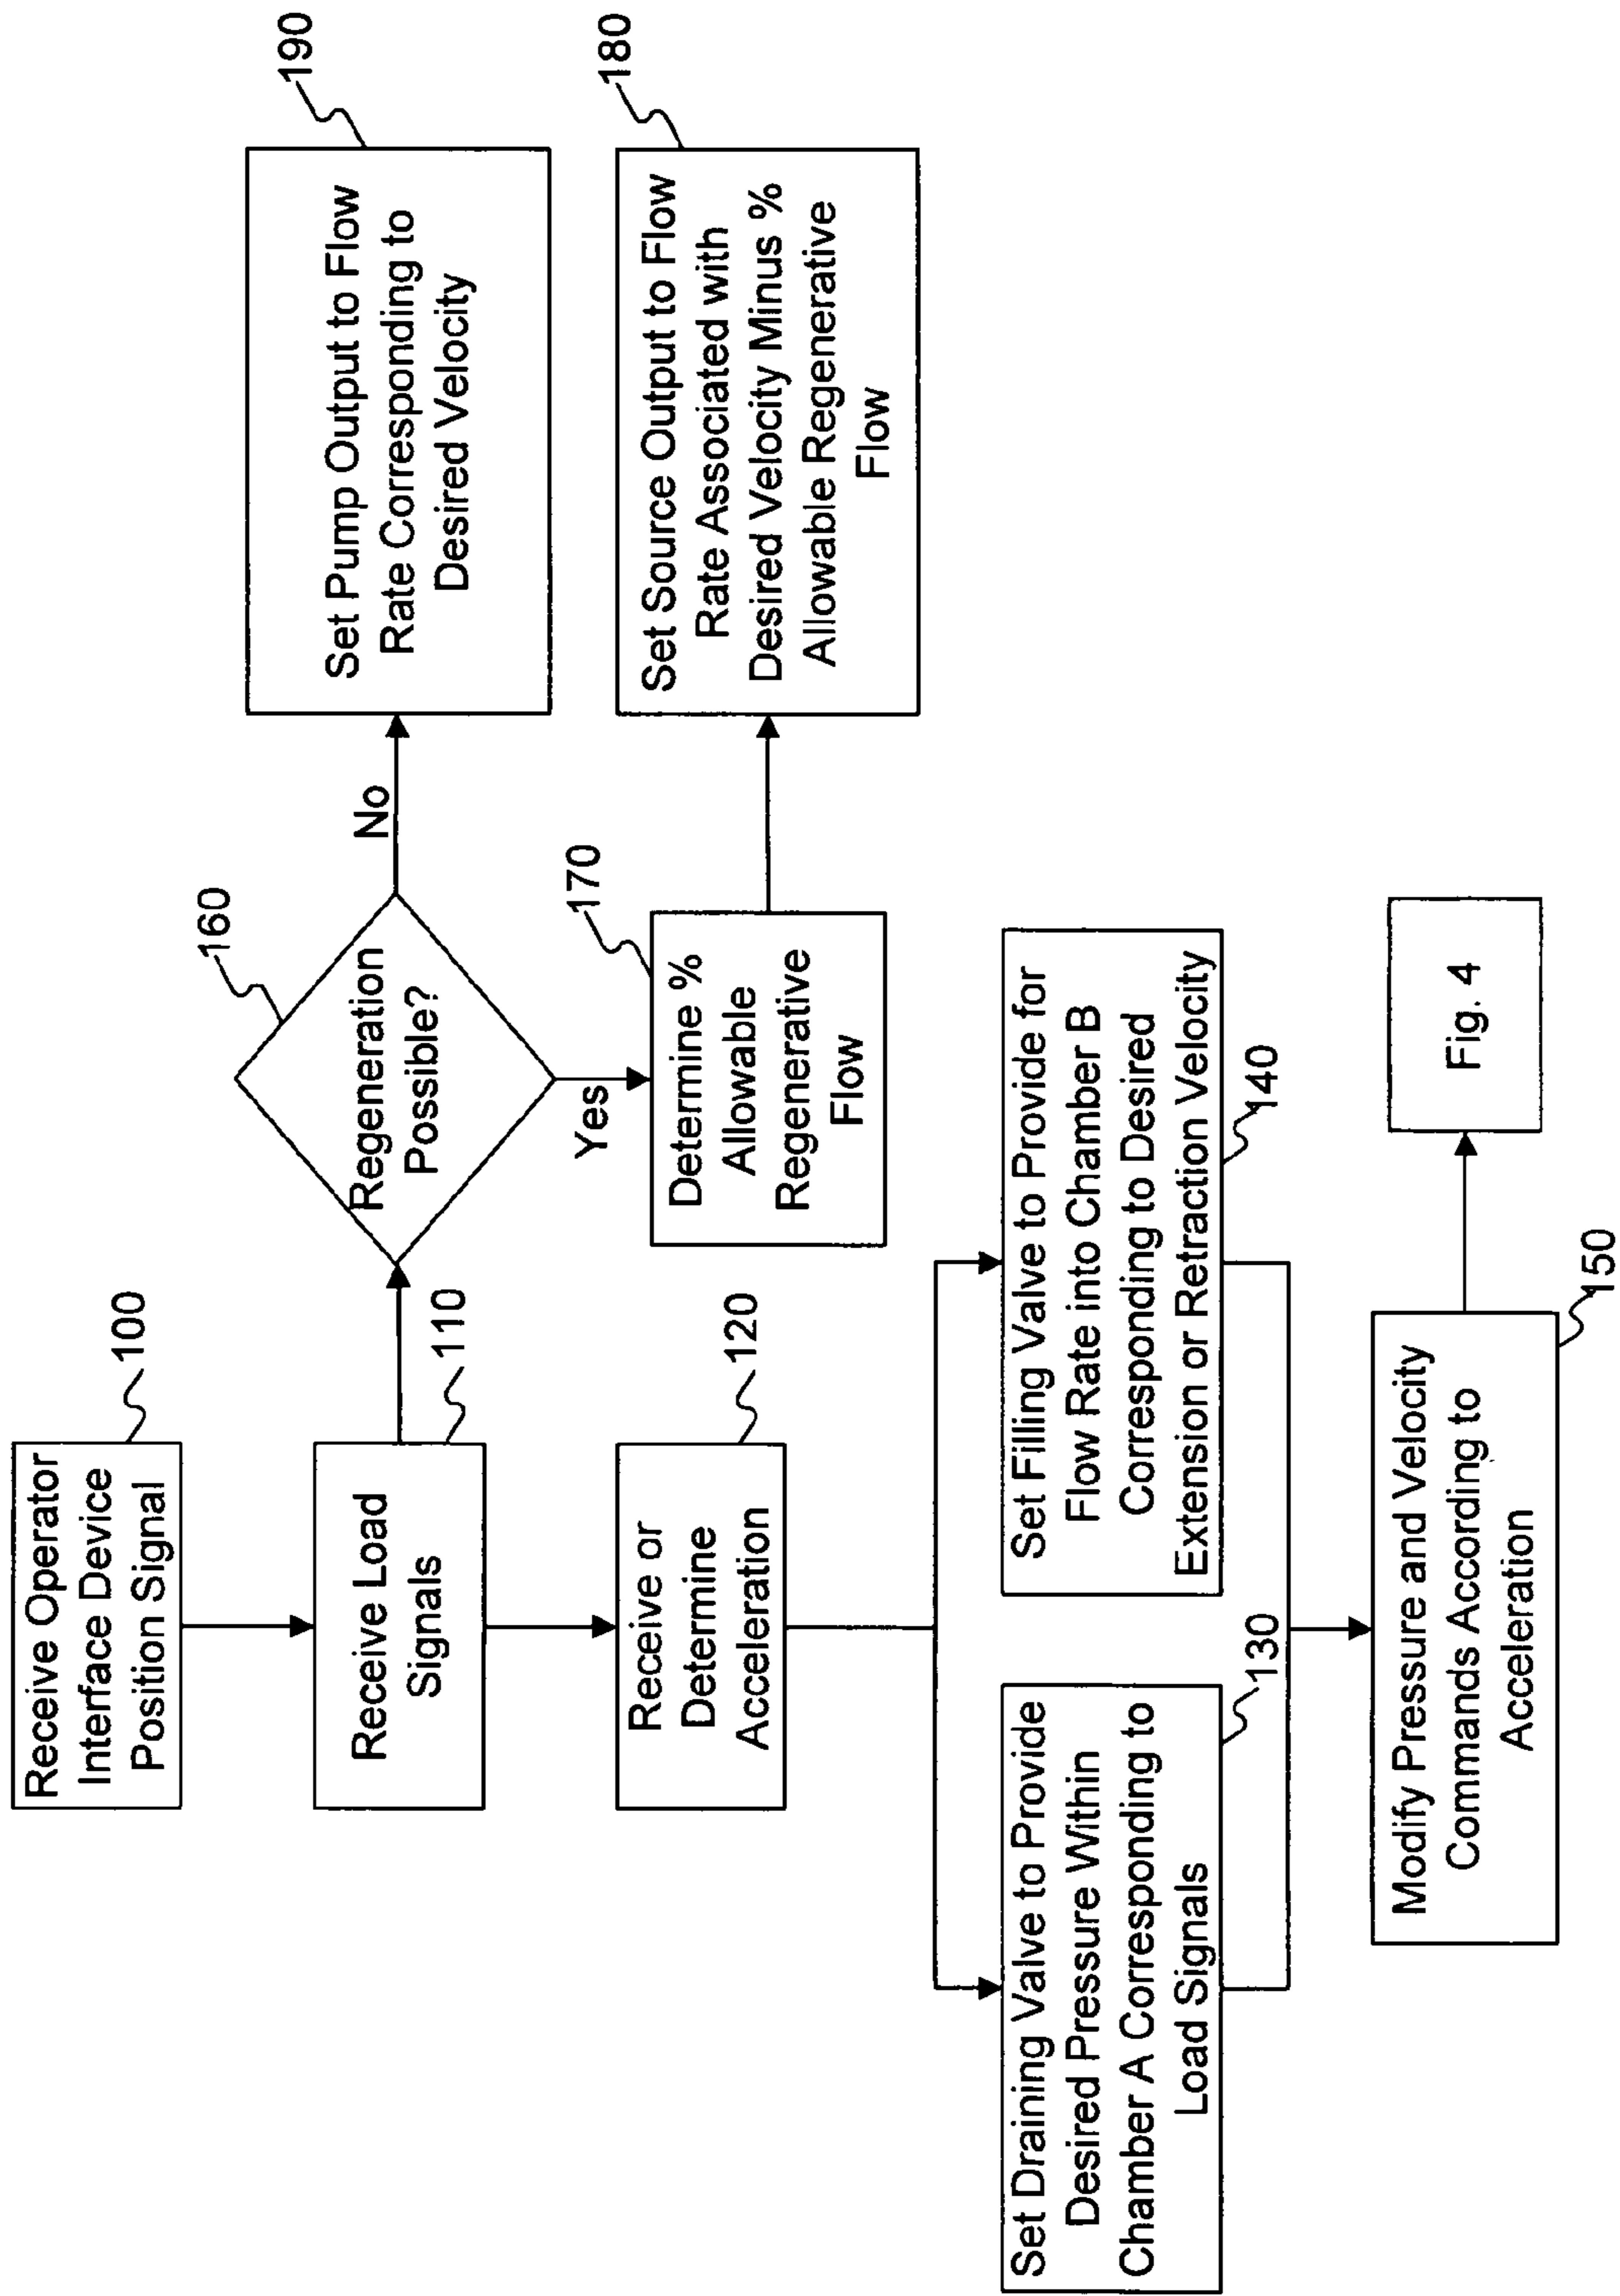 Receive Operator
Interface Device
Position Signal
100
Receive Load
Signals
110
Receive or
Determine
Acceleration
120
Set Draining Valve to Provide
Desired Pressure Within
Chamber A Corresponding to
Load Signals
130
Set Filling Valve to Provide for
Flow Rate into Chamber B
Corresponding to Desired
Extension or Retraction Velocity
140
Modify Pressure and Velocity
Commands According to
Acceleration
150
Fig. 4
Regeneration
Possible?
160
Yes
No
Determine %
Allowable
Regenerative
Flow
170
Set Source Output to Flow
Rate Associated with
Desired Velocity Minus %
Allowable Regenerative
Flow
180
Set Pump Output to Flow
Rate Corresponding to
Desired Velocity
190